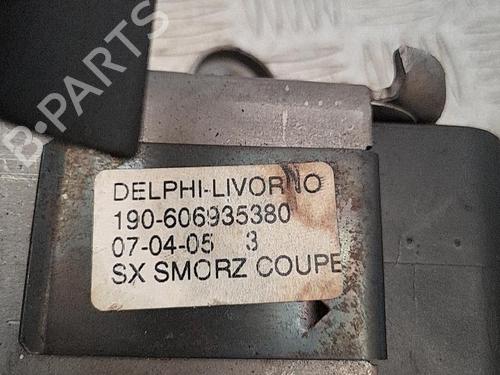 B-PARTS
DELPHI-LIVORNO
190-606935380
07-04-05 3
SX SMORZ COUPE